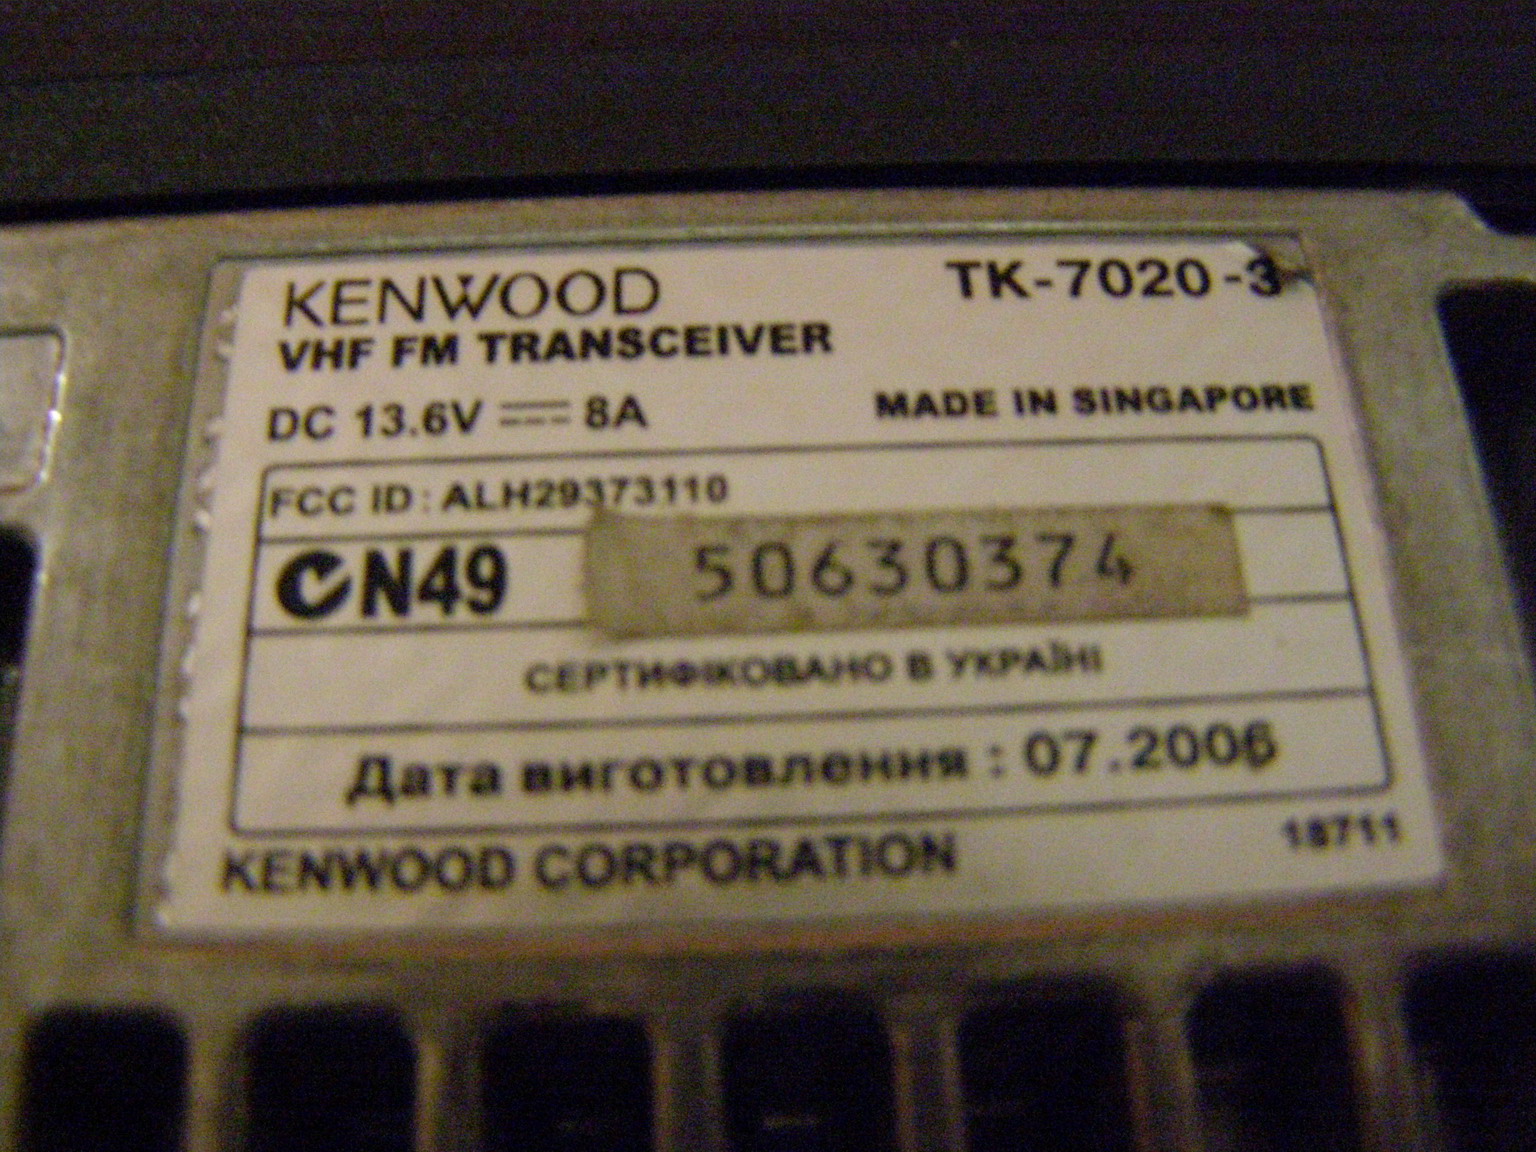 KENWOOD TK-7020-3
VHF FM TRANSCEIVER
DC 13.6V ⎓ 8A MADE IN SINGAPORE
FCC ID : ALH29373110
N49 50630374
СЕРТИФІКОВАНО В УКРАЇНІ
Дата виготовлення : 07.2006
KENWOOD CORPORATION 18711